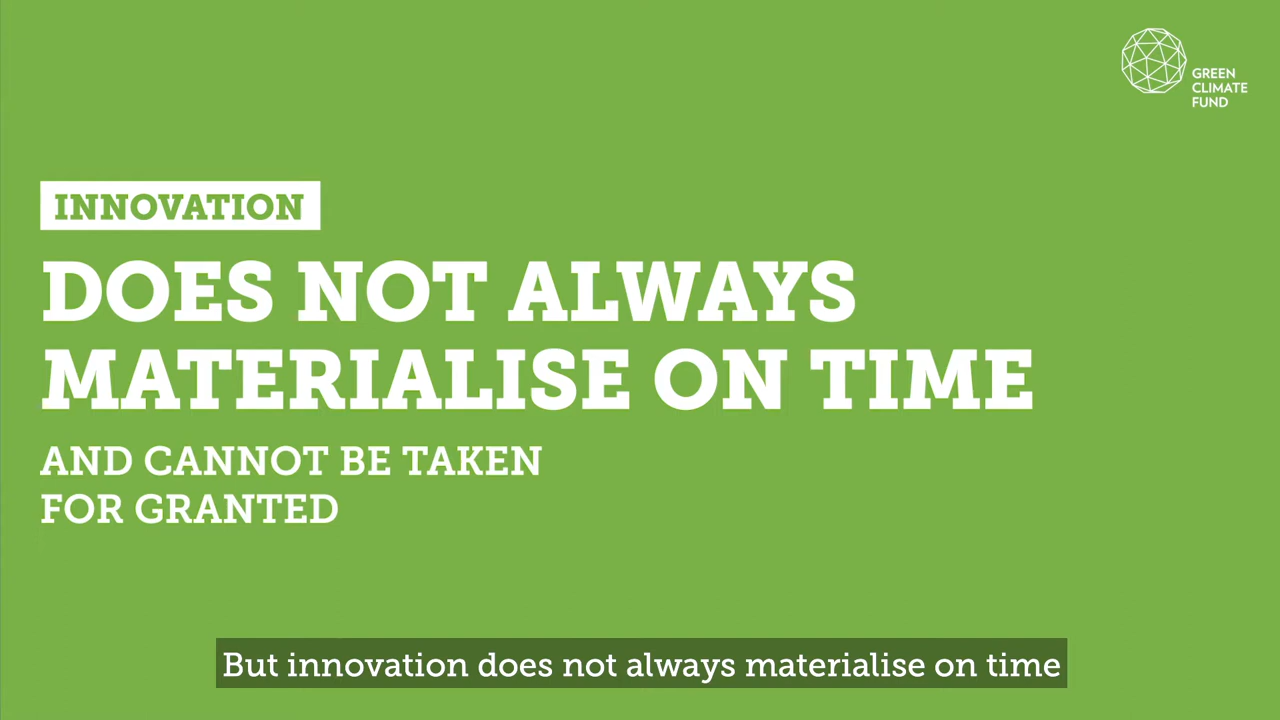 GREEN
CLIMATE
FUND
INNOVATION
DOES NOT ALWAYS
MATERIALISE ON TIME
AND CANNOT BE TAKEN
FOR GRANTED
But innovation does not always materialise on time